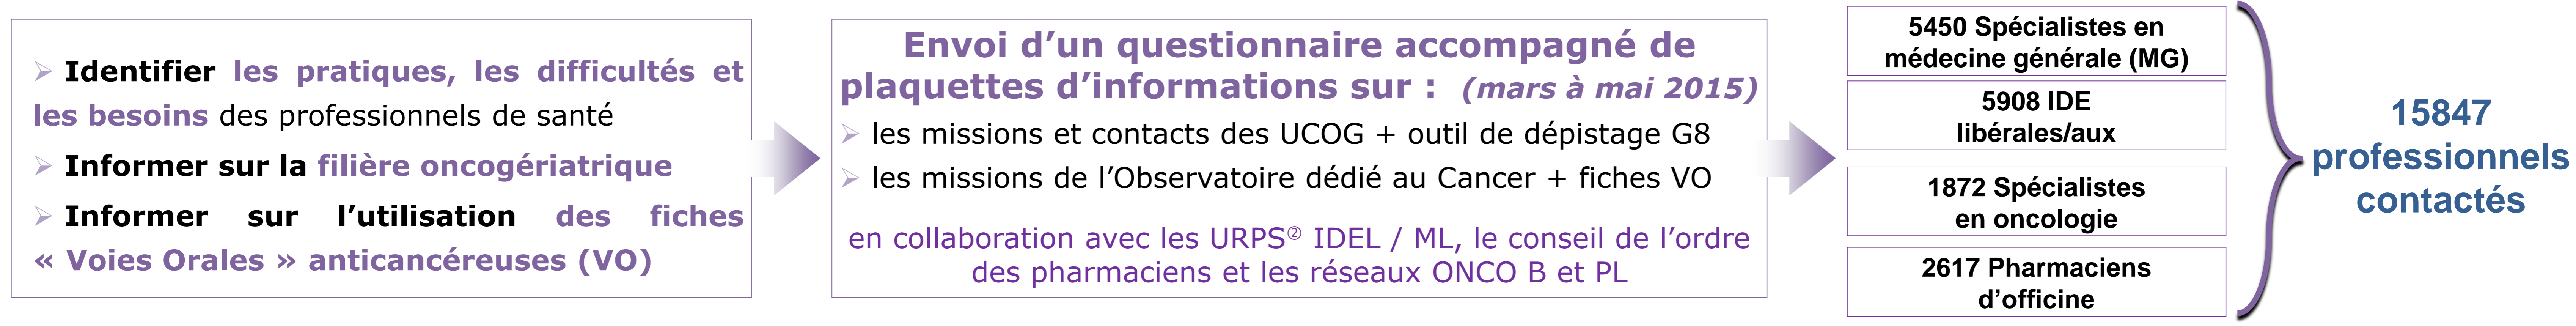 ➢ Identifier les pratiques, les difficultés et
les besoins des professionnels de santé
➢ Informer sur la filière oncogériatrique
➢ Informer sur l’utilisation des fiches
« Voies Orales » anticancéreuses (VO)
Envoi d’un questionnaire accompagné de
plaquettes d’informations sur : (mars à mai 2015)
➢ les missions et contacts des UCOG + outil de dépistage G8
➢ les missions de l’Observatoire dédié au Cancer + fiches VO
en collaboration avec les URPS② IDEL / ML, le conseil de l’ordre
des pharmaciens et les réseaux ONCO B et PL
5450 Spécialistes en
médecine générale (MG)
5908 IDE
libérales/aux
1872 Spécialistes
en oncologie
2617 Pharmaciens
d’officine
15847
professionnels
contactés